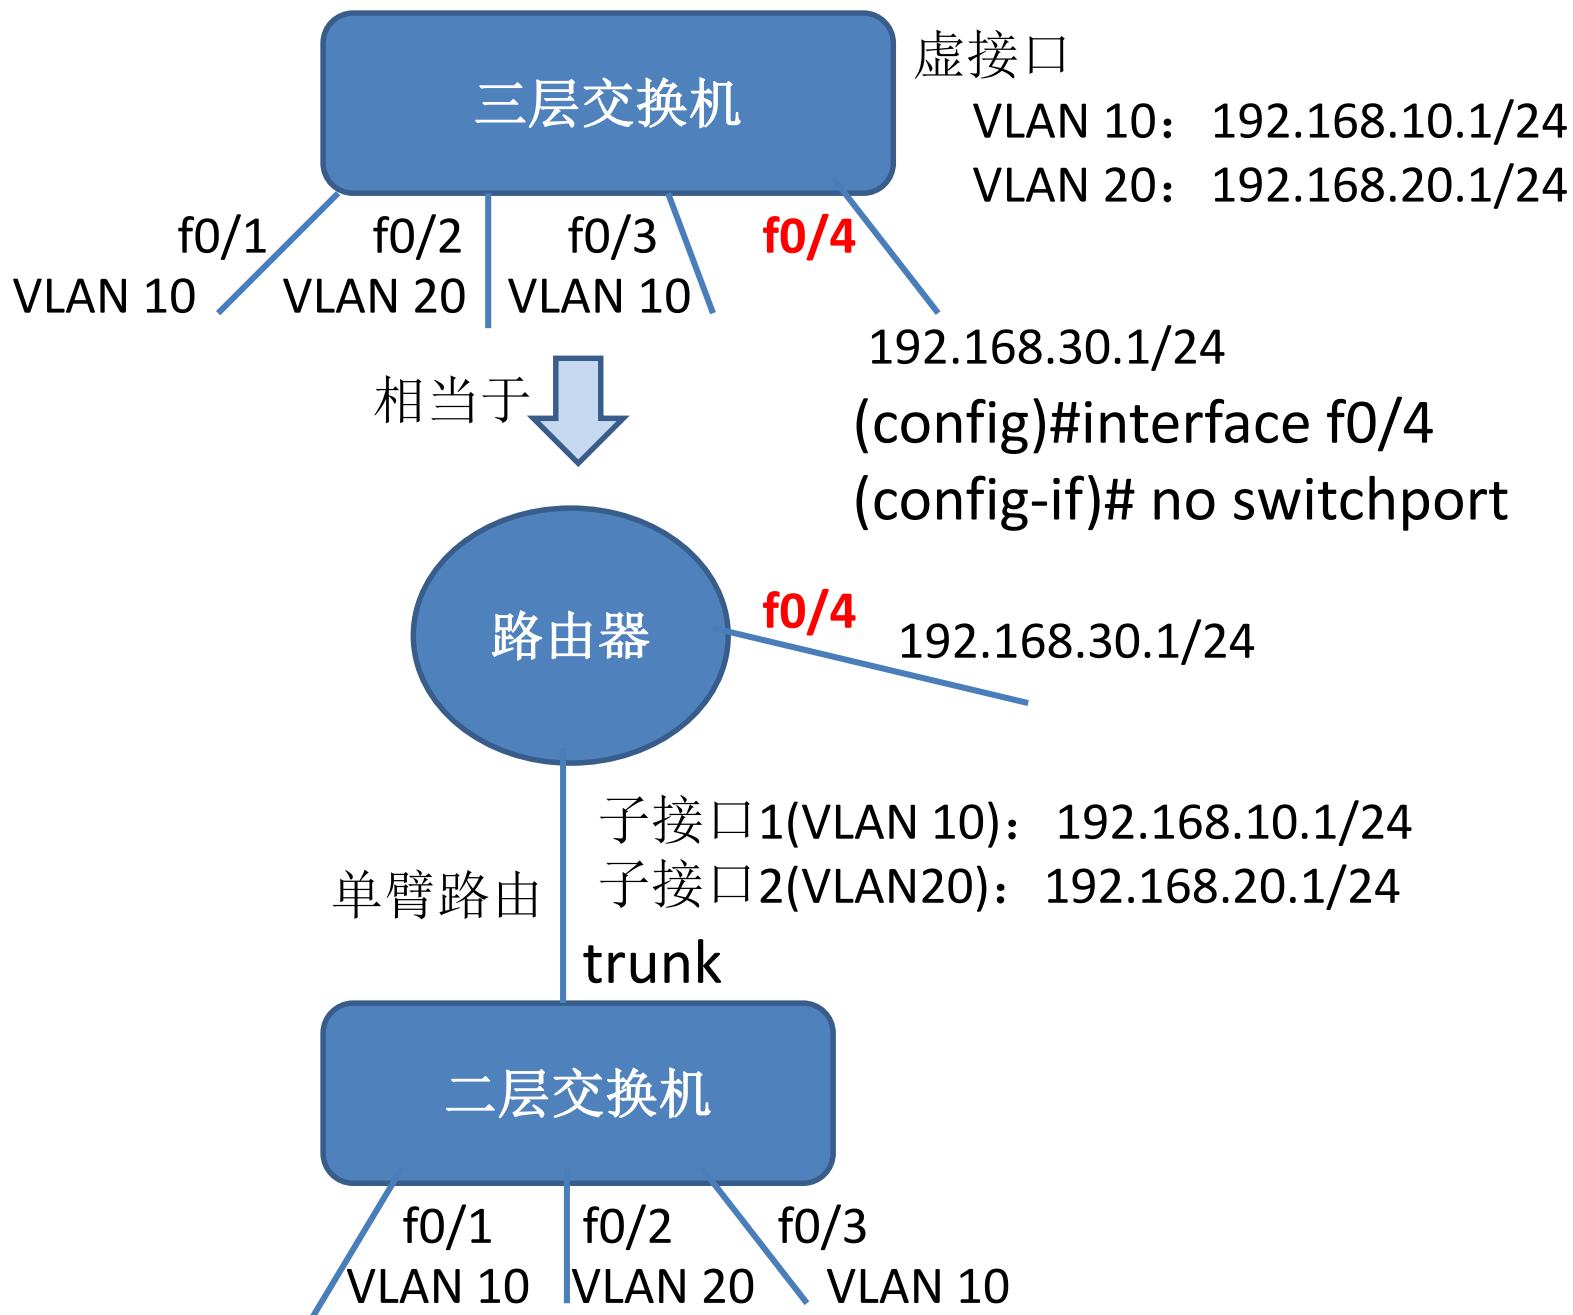 三层交换机
虚接口
VLAN 10：192.168.10.1/24
VLAN 20：192.168.20.1/24
f0/1
f0/2
f0/3
f0/4
VLAN 10
VLAN 20
VLAN 10
192.168.30.1/24
相当于
(config)#interface f0/4
(config-if)# no switchport
路由器
f0/4
192.168.30.1/24
子接口1(VLAN 10)：192.168.10.1/24
子接口2(VLAN20)：192.168.20.1/24
单臂路由
trunk
二层交换机
f0/1
f0/2
f0/3
VLAN 10
VLAN 20
VLAN 10